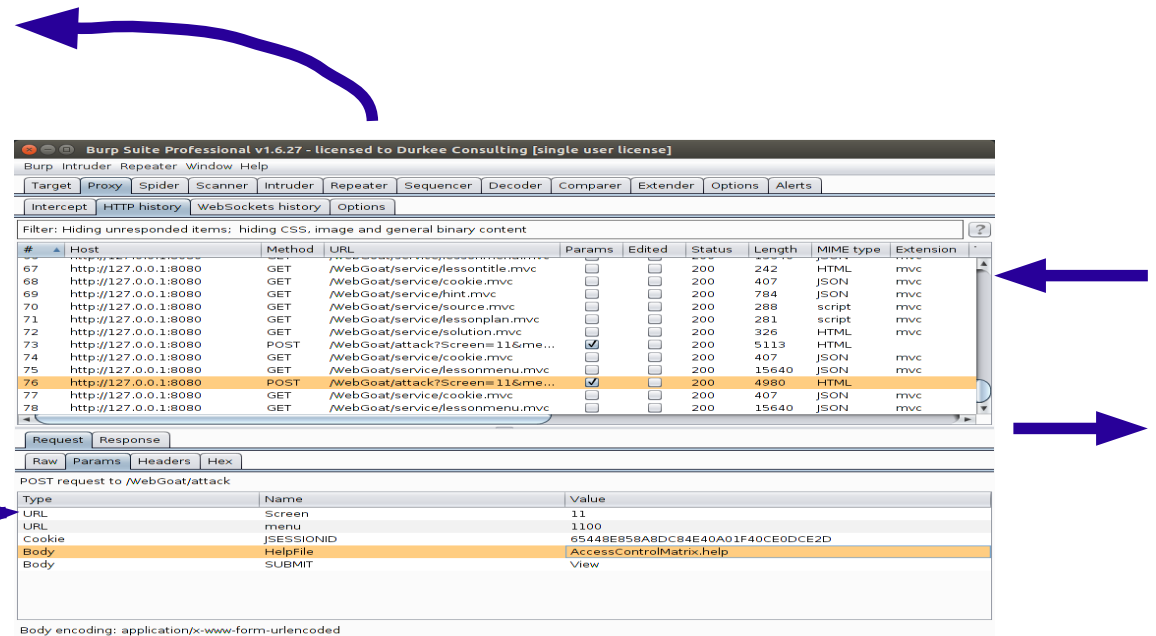 Burp Suite Professional v1.6.27 - licensed to Durkee Consulting [single user license]
Burp Intruder Repeater Window Help
Target Proxy Spider Scanner Intruder Repeater Sequencer Decoder Comparer Extender Options Alerts
Intercept HTTP history WebSockets history Options
Filter: Hiding unresponded items; hiding CSS, image and general binary content ?
# Host Method URL Params Edited Status Length MIME type Extension
67 http://127.0.0.1:8080 GET /WebGoat/service/lessontitle.mvc 200 242 HTML mvc
68 http://127.0.0.1:8080 GET /WebGoat/service/cookie.mvc 200 407 JSON mvc
69 http://127.0.0.1:8080 GET /WebGoat/service/hint.mvc 200 784 JSON mvc
70 http://127.0.0.1:8080 GET /WebGoat/service/source.mvc 200 288 script mvc
71 http://127.0.0.1:8080 GET /WebGoat/service/lessonplan.mvc 200 281 script mvc
72 http://127.0.0.1:8080 GET /WebGoat/service/solution.mvc 200 326 HTML mvc
73 http://127.0.0.1:8080 POST /WebGoat/attack?Screen=11&me... 200 5113 HTML
74 http://127.0.0.1:8080 GET /WebGoat/service/cookie.mvc 200 407 JSON mvc
75 http://127.0.0.1:8080 GET /WebGoat/service/lessonmenu.mvc 200 15640 JSON mvc
76 http://127.0.0.1:8080 POST /WebGoat/attack?Screen=11&me... 200 4980 HTML
77 http://127.0.0.1:8080 GET /WebGoat/service/cookie.mvc 200 407 JSON mvc
78 http://127.0.0.1:8080 GET /WebGoat/service/lessonmenu.mvc 200 15640 JSON mvc
Request Response
Raw Params Headers Hex
POST request to /WebGoat/attack
Type Name Value
URL Screen 11
URL menu 1100
Cookie JSESSIONID 65448E858A8DC84E40A01F40CE0DCE2D
Body HelpFile AccessControlMatrix.help
Body SUBMIT View
Body encoding: application/x-www-form-urlencoded